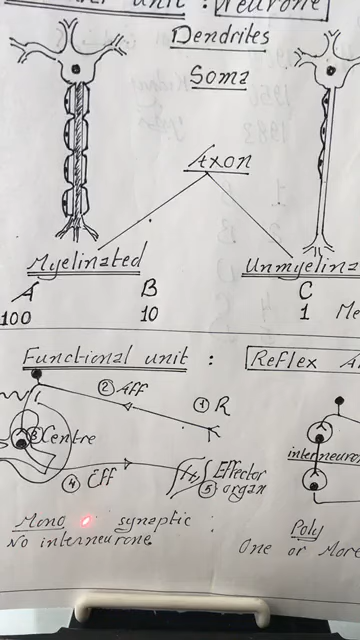 unit : Neurone
Dendrites
Soma
Axon
Myelinated
Unmyelina
A B C
100 10 1 Me
Functional unit : Reflex A
② Aff
① R
③ Centre
interneuron
④ Eff
Effector
⑤ organ
Mono synaptic :
No interneurone
Poly
One or More